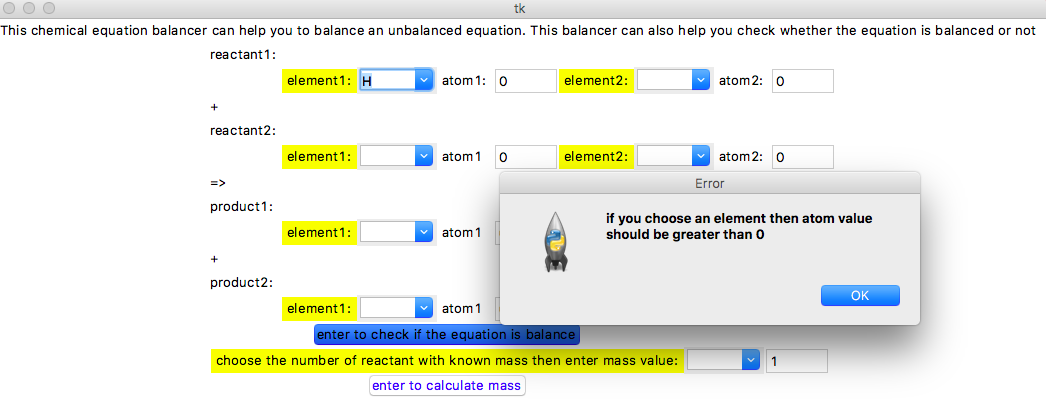 tk
This chemical equation balancer can help you to balance an unbalanced equation. This balancer can also help you check whether the equation is balanced or not
reactant1:
element1: H atom1: 0 element2: atom2: 0
+
reactant2:
element1: atom1 0 element2: atom2: 0
=>
product1:
element1: atom1
+
product2:
element1: atom1
Error
if you choose an element then atom value
should be greater than 0
OK
enter to check if the equation is balance
choose the number of reactant with known mass then enter mass value: 1
enter to calculate mass